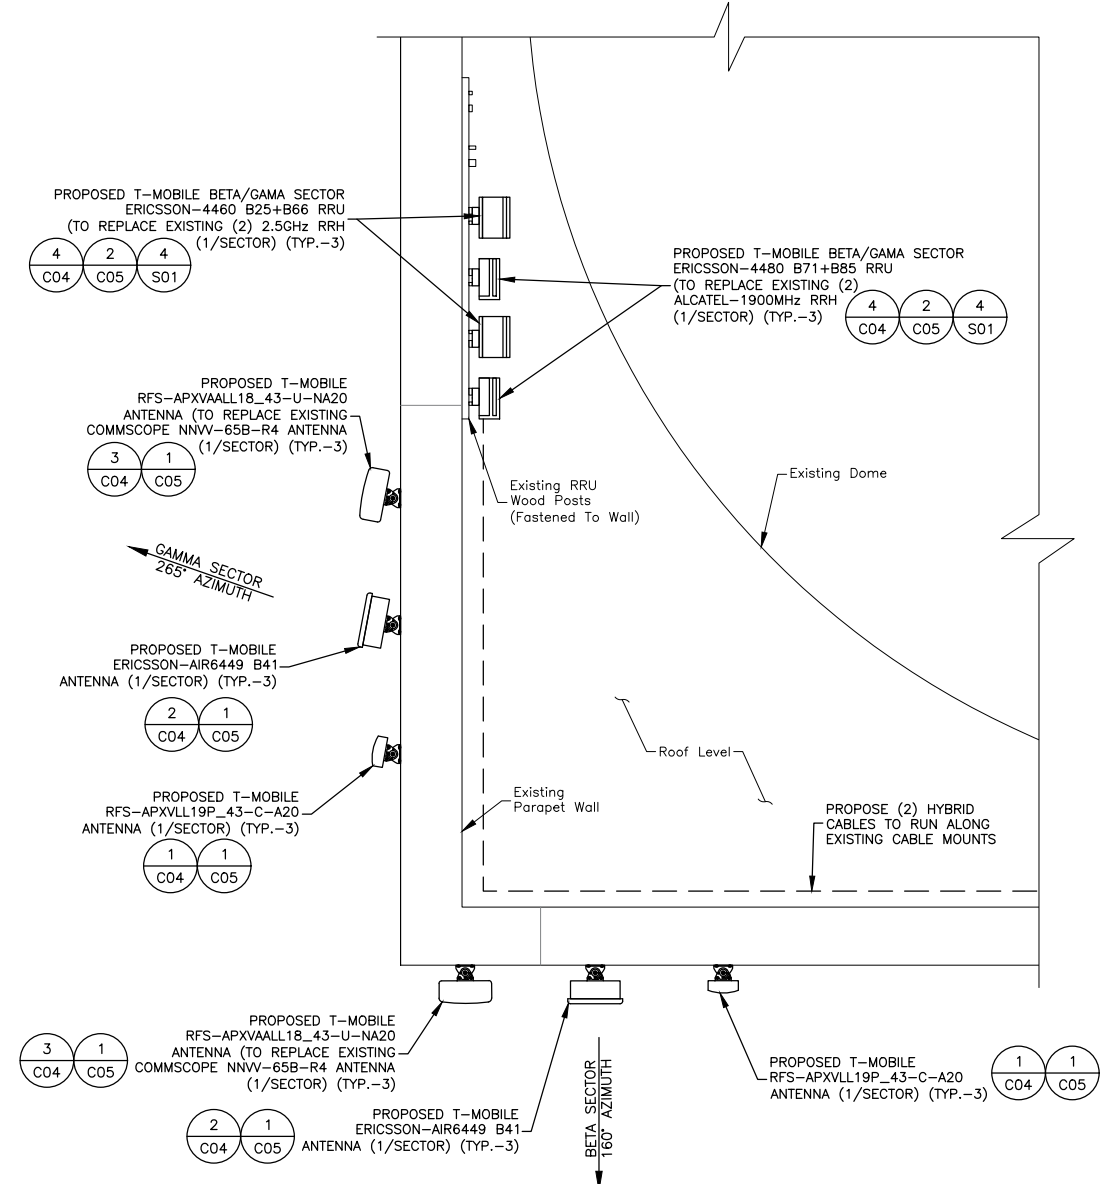 PROPOSED T-MOBILE BETA/GAMA SECTOR
ERICSSON-4460 B25+B66 RRU
(TO REPLACE EXISTING (2) 2.5GHz RRH
(1/SECTOR) (TYP.-3)
4
C04
2
C05
4
S01
PROPOSED T-MOBILE BETA/GAMA SECTOR
ERICSSON-4480 B71+B85 RRU
(TO REPLACE EXISTING (2)
ALCATEL-1900MHz RRH
(1/SECTOR) (TYP.-3)
4
C04
2
C05
4
S01
PROPOSED T-MOBILE
RFS-APXVAALL18_43-U-NA20
ANTENNA (TO REPLACE EXISTING
COMMSCOPE NNVV-65B-R4 ANTENNA
(1/SECTOR) (TYP.-3)
3
C04
1
C05
Existing RRU
Wood Posts
(Fastened To Wall)
Existing Dome
GAMMA SECTOR
265° AZIMUTH
PROPOSED T-MOBILE
ERICSSON-AIR6449 B41
ANTENNA (1/SECTOR) (TYP.-3)
2
C04
1
C05
Roof Level
PROPOSED T-MOBILE
RFS-APXVLL19P_43-C-A20
ANTENNA (1/SECTOR) (TYP.-3)
1
C04
1
C05
Existing
Parapet Wall
PROPOSE (2) HYBRID
CABLES TO RUN ALONG
EXISTING CABLE MOUNTS
PROPOSED T-MOBILE
RFS-APXVAALL18_43-U-NA20
ANTENNA (TO REPLACE EXISTING
COMMSCOPE NNVV-65B-R4 ANTENNA
(1/SECTOR) (TYP.-3)
3
C04
1
C05
PROPOSED T-MOBILE
ERICSSON-AIR6449 B41
ANTENNA (1/SECTOR) (TYP.-3)
2
C04
1
C05
BETA SECTOR
160° AZIMUTH
PROPOSED T-MOBILE
RFS-APXVLL19P_43-C-A20
ANTENNA (1/SECTOR) (TYP.-3)
1
C04
1
C05